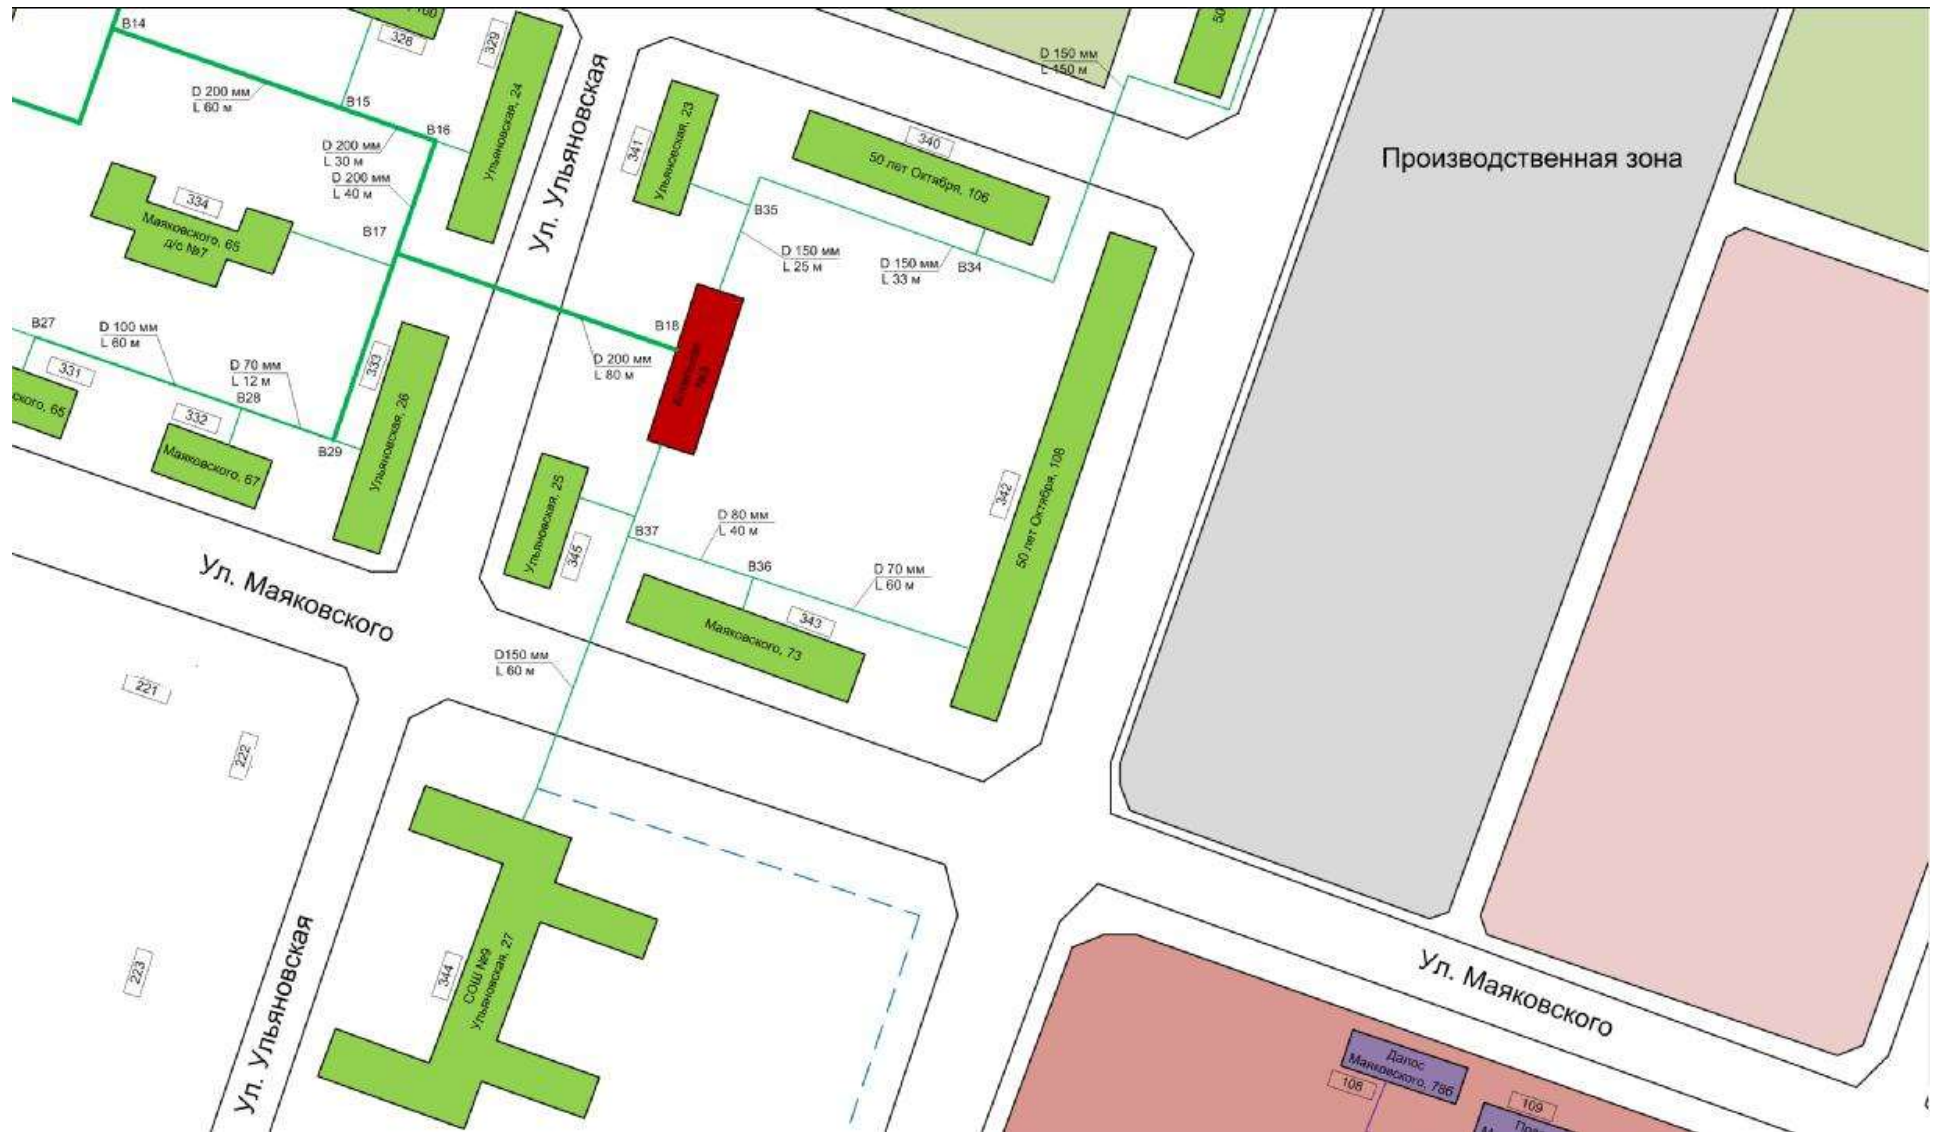 В14
328
329
50
D 200 мм
L 60 м
В15
В16
Ульяновская, 24
Ул. Ульяновская
D 150 мм
L 150 м
341
Ульяновская, 23
340
50 лет Октября, 106
Производственная зона
D 200 мм
L 30 м
D 200 мм
L 40 м
334
Маяковского, 65
д/с №7
В17
В35
D 150 мм
L 25 м
D 150 мм
L 33 м
В34
В27
D 100 мм
L 60 м
331
D 70 мм
L 12 м
В28
333
332
Маяковского, 67
В29
Ульяновская, 26
В18
D 200 мм
L 80 м
№3
342
50 лет Октября, 108
Ульяновская, 25
345
В37
D 80 мм
L 40 м
В36
D 70 мм
L 60 м
343
Маяковского, 73
Ул. Маяковского
D150 мм
L 60 м
221
222
223
Ул. Ульяновская
344
СОШ №9
Ульяновская, 27
Ул. Маяковского
Далос
Маяковского, 78б
108
109